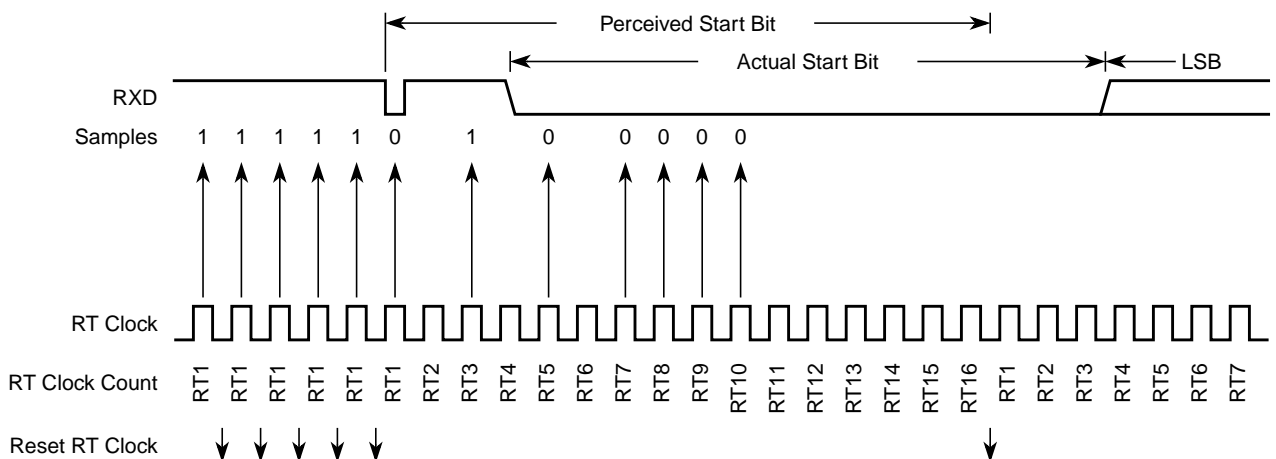 Perceived Start Bit
Actual Start Bit LSB
RXD
Samples 1 1 1 1 1 0 1 0 0 0 0 0
RT Clock
RT Clock Count RT1 RT1 RT1 RT1 RT1 RT1 RT2 RT3 RT4 RT5 RT6 RT7 RT8 RT9 RT10 RT11 RT12 RT13 RT14 RT15 RT16 RT1 RT2 RT3 RT4 RT5 RT6 RT7
Reset RT Clock